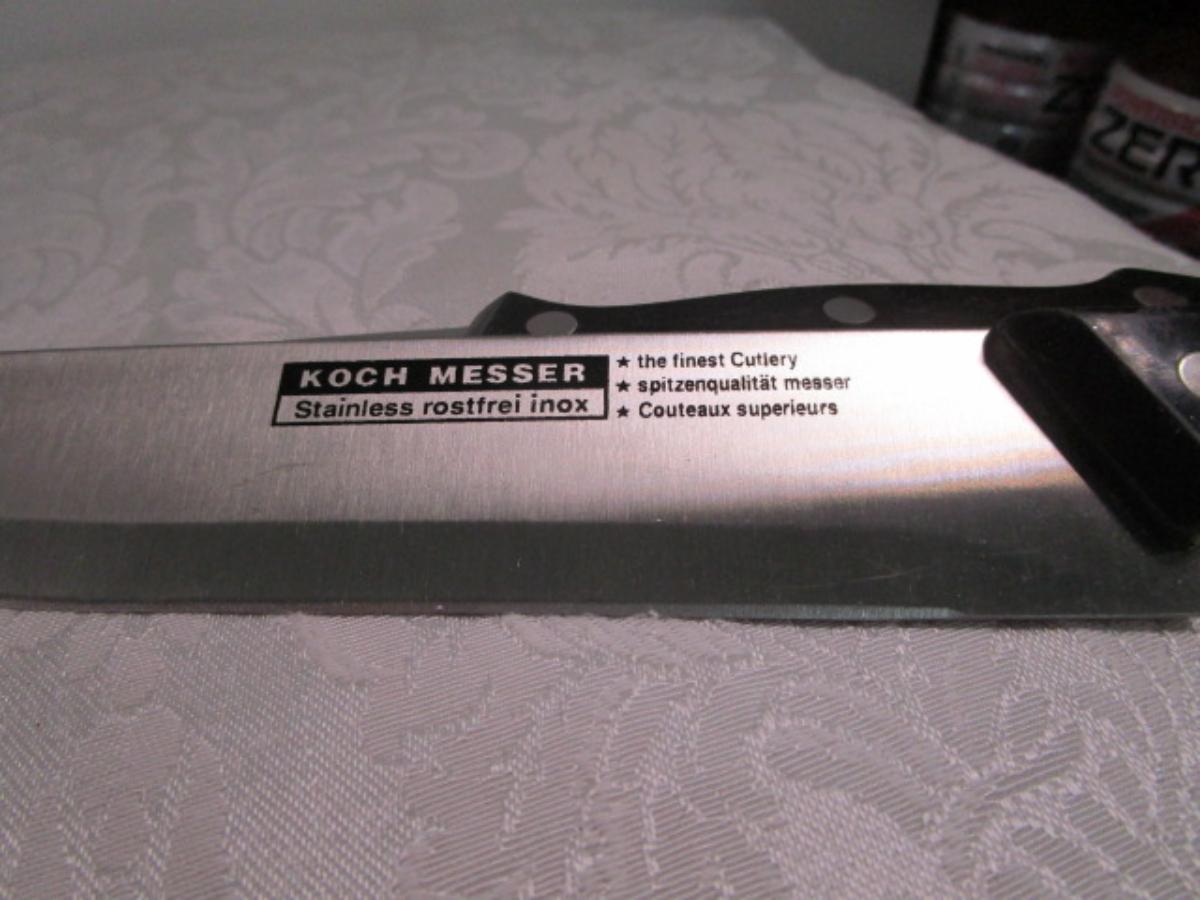 KOCH MESSER
Stainless rostfrei inox
★ the finest Cutlery
★ spitzenqualität messer
★ Couteaux superieurs